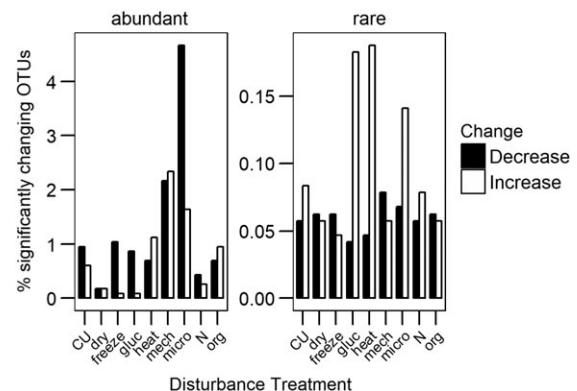 abundant
rare
% significantly changing OTUs
4
3
2
1
0
0.15
0.10
0.05
0.00
CU
dry
freeze
gluc
heat
mech
micro
N
org
CU
dry
freeze
gluc
heat
mech
micro
N
org
Disturbance Treatment
Change
Decrease
Increase